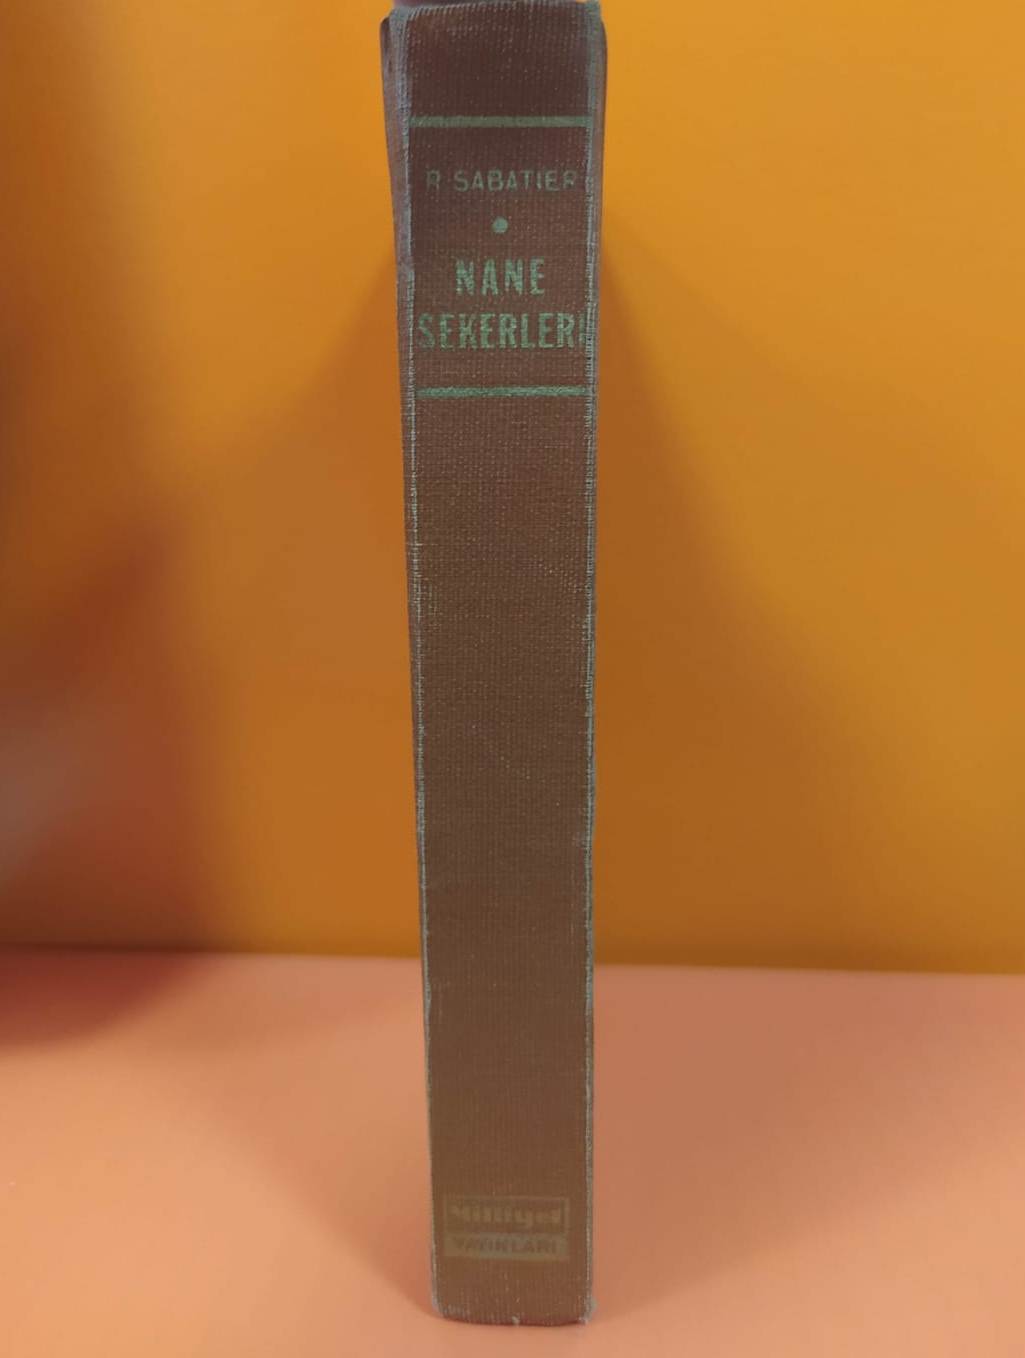 R·SABATIER
NANE
ŞEKERLERİ
Milliyet
YAYINLARI